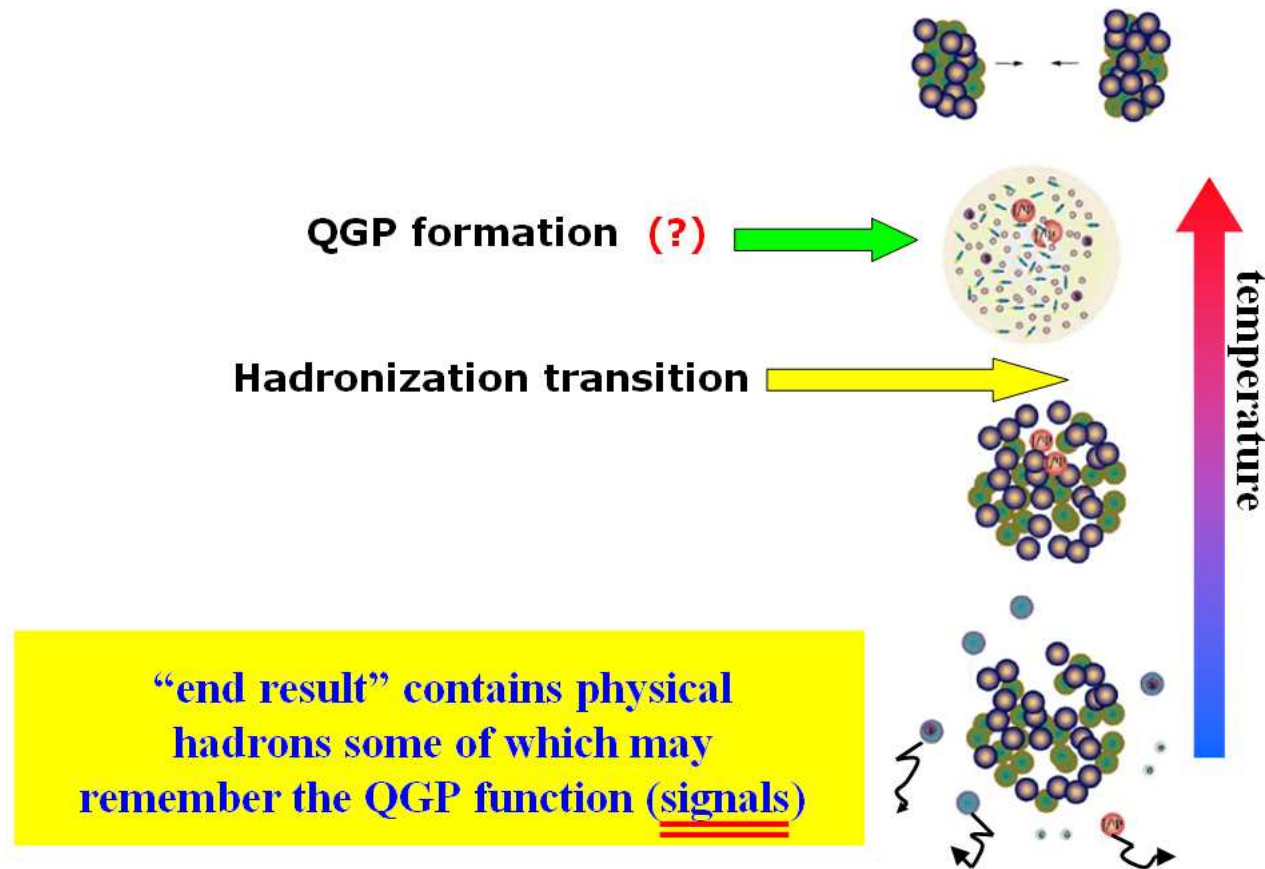 QGP formation (?)
Hadronization transition
temperature
“end result” contains physical
hadrons some of which may
remember the QGP function (signals)